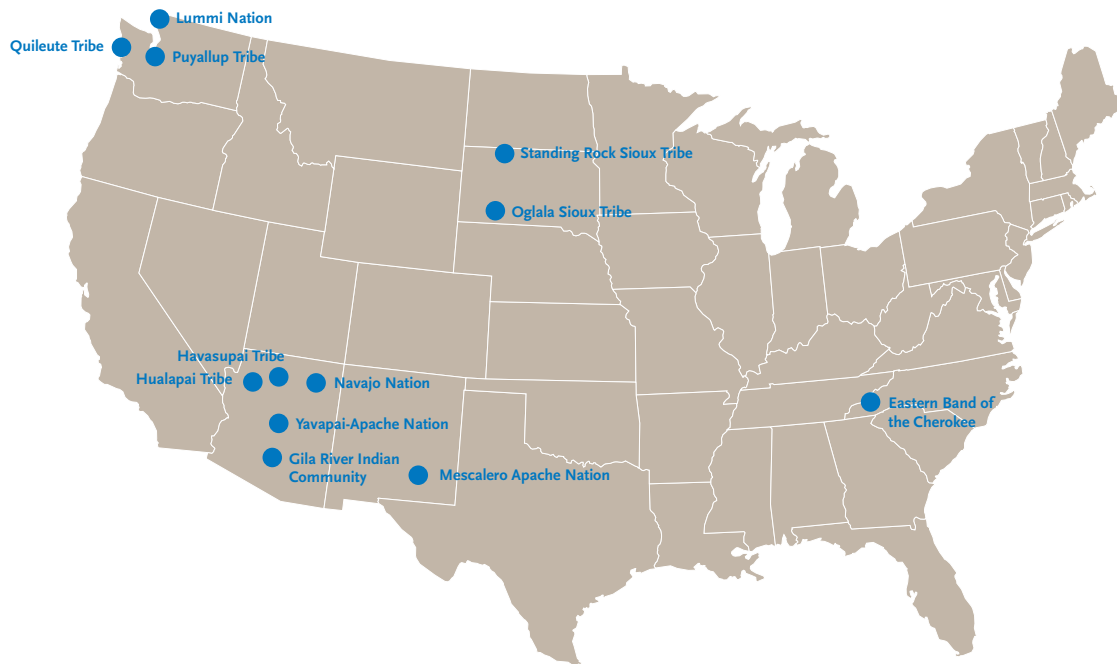 Lummi Nation
Quileute Tribe
Puyallup Tribe
Standing Rock Sioux Tribe
Oglala Sioux Tribe
Havasupai Tribe
Hualapai Tribe
Navajo Nation
Yavapai-Apache Nation
Gila River Indian
Community
Mescalero Apache Nation
Eastern Band of
the Cherokee